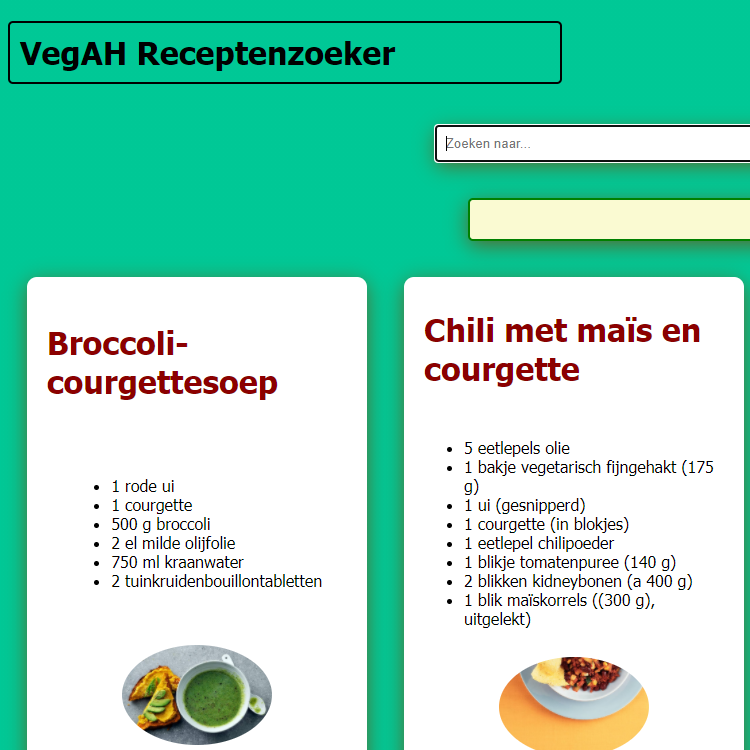 VegAH Receptenzoeker
Zoeken naar...
Broccoli-
courgettesoep
1 rode ui
1 courgette
500 g broccoli
2 el milde olijfolie
750 ml kraanwater
2 tuinkruidenbouillontabletten
Chili met maïs en
courgette
5 eetlepels olie
1 bakje vegetarisch fijngehakt (175
g)
1 ui (gesnipperd)
1 courgette (in blokjes)
1 eetlepel chilipoeder
1 blikje tomatenpuree (140 g)
2 blikken kidneybonen (a 400 g)
1 blik maïskorrels ((300 g),
uitgelekt)